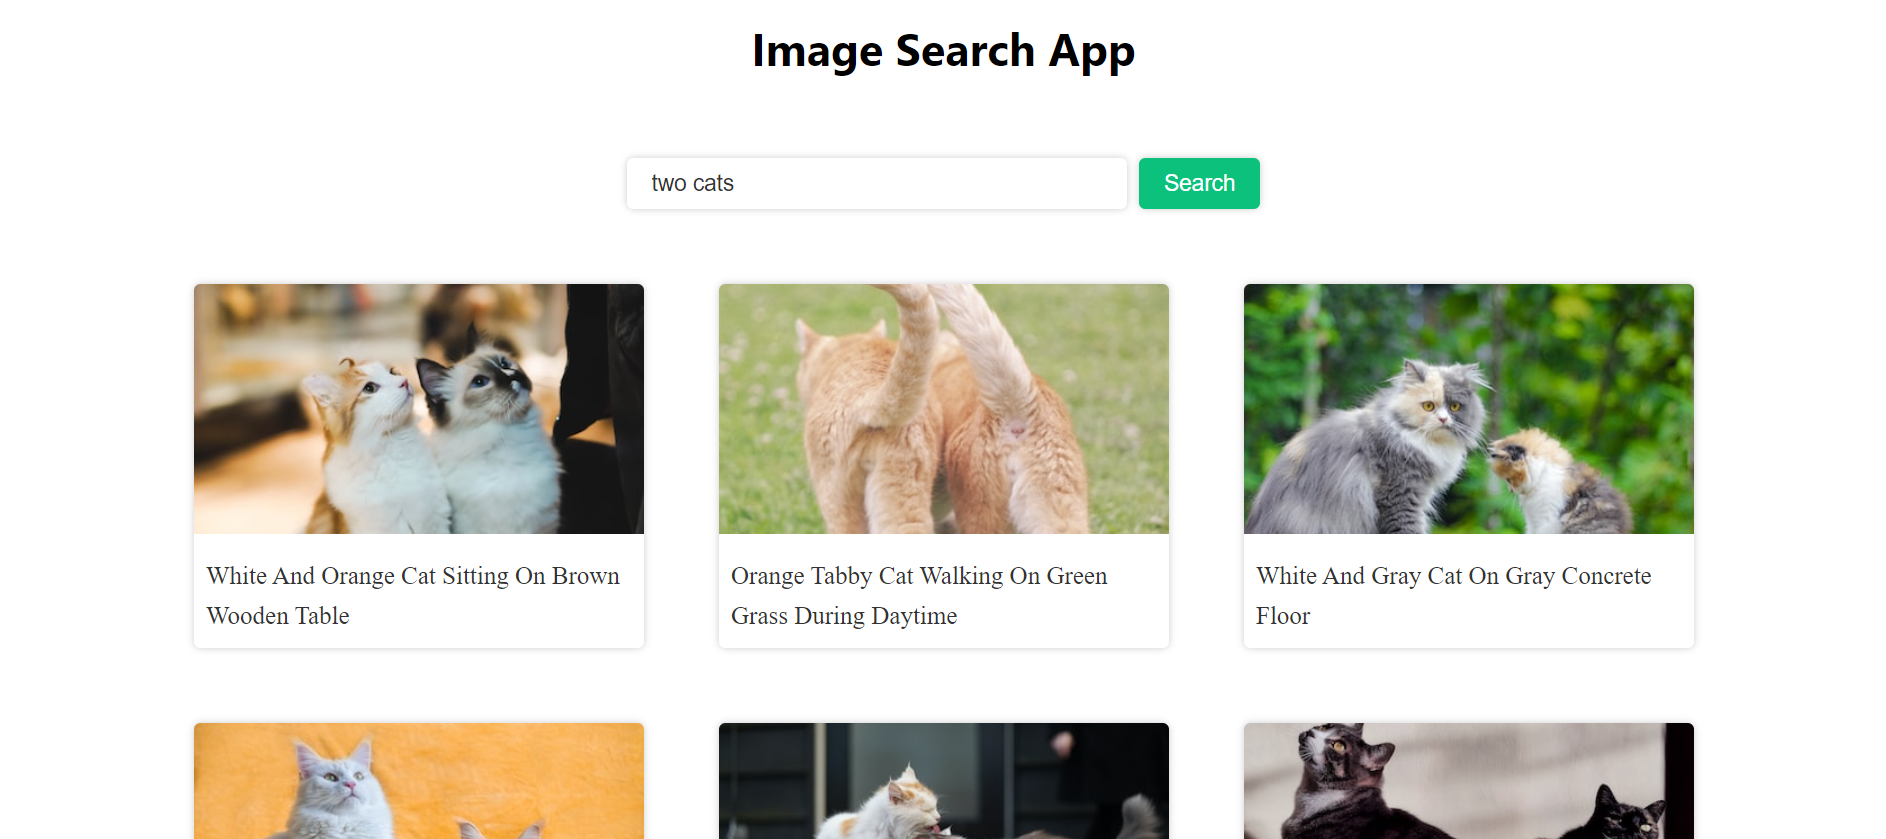 Image Search App
two cats
Search
White And Orange Cat Sitting On Brown
Wooden Table
Orange Tabby Cat Walking On Green
Grass During Daytime
White And Gray Cat On Gray Concrete
Floor